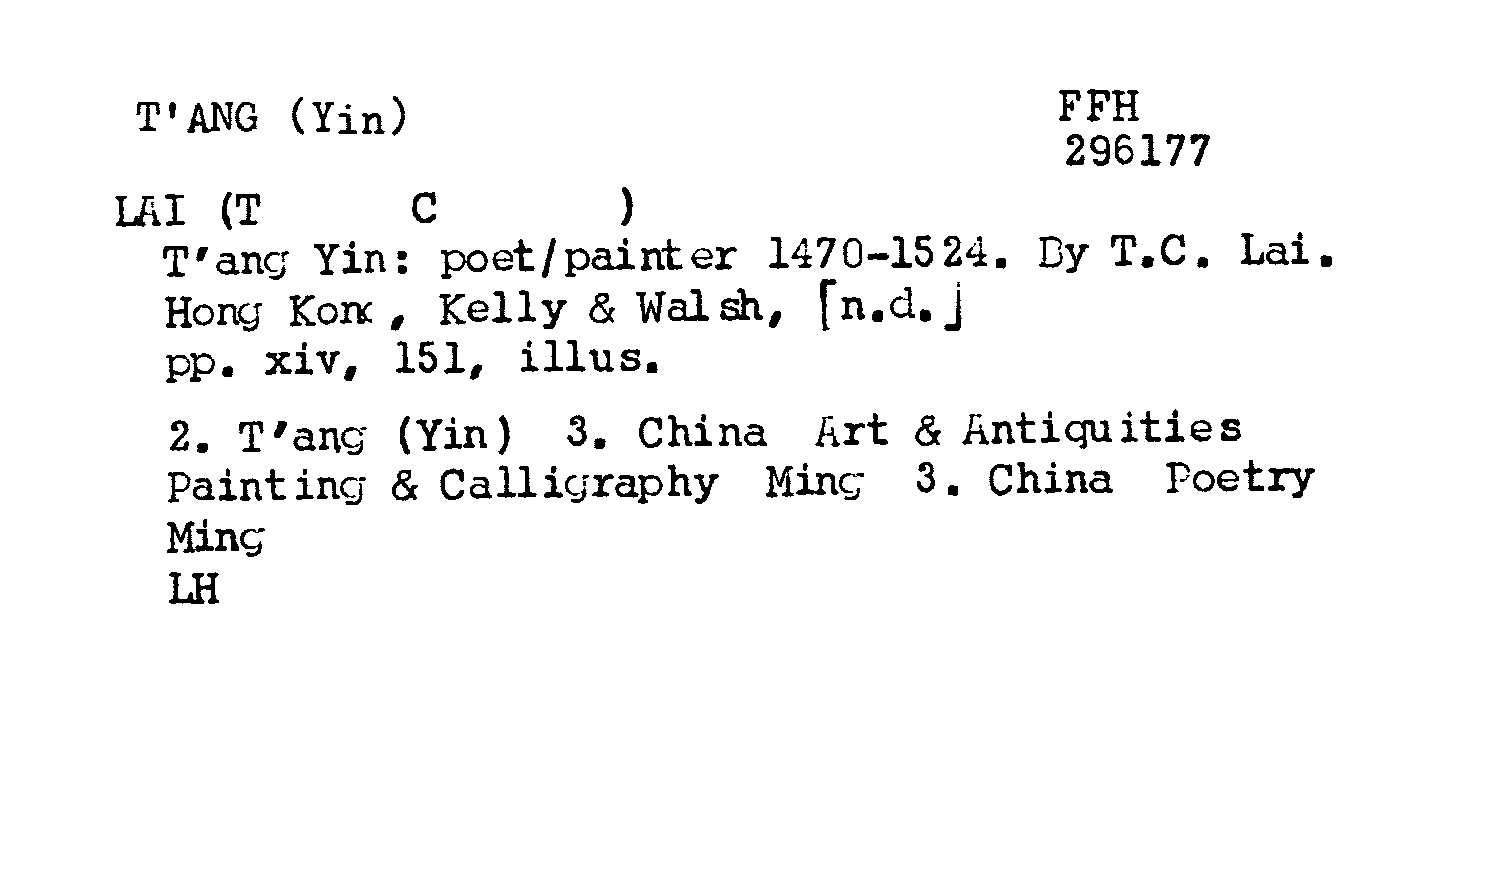 T'ANG (Yin)
FFH
296177
LAI (T C )
T'ang Yin: poet/painter 1470-1524. By T.C. Lai.
Hong Kong, Kelly & Walsh, [n.d.]
pp. xiv, 151, illus.
2. T'ang (Yin) 3. China Art & Antiquities
Painting & Calligraphy Ming 3. China Poetry
Ming
LH